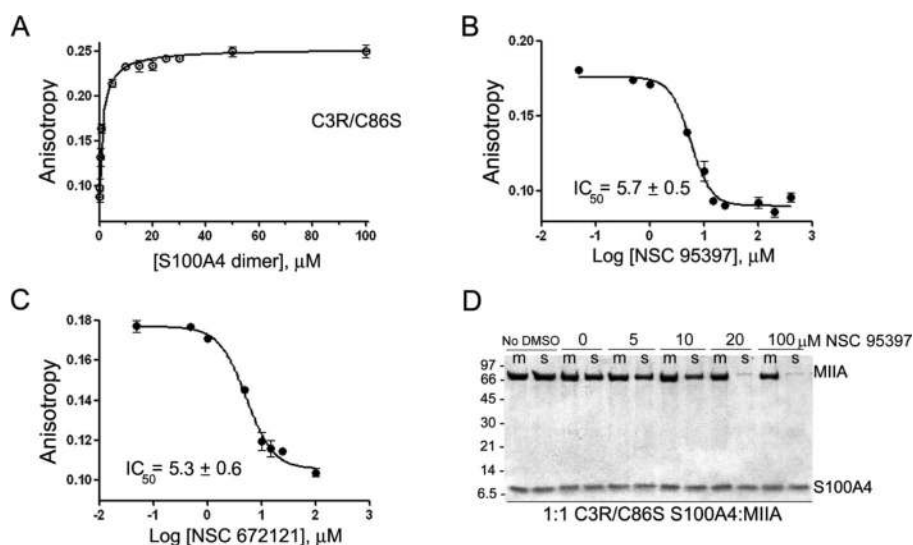 A
0.25
0.20
0.15
0.10
Anisotropy
C3R/C86S
0 20 40 60 80 100
[S100A4 dimer], μM
B
0.20
0.15
0.10
Anisotropy
IC50 = 5.7 ± 0.5
-2 -1 0 1 2 3
Log [NSC 95397], μM
C
0.18
0.16
0.14
0.12
0.10
Anisotropy
IC50 = 5.3 ± 0.6
-2 -1 0 1 2 3
Log [NSC 672121], μM
D
No DMSO 0 5 10 20 100 μM NSC 95397
m s m s m s m s m s m s
97
66
45
30
21
14
6.5
MIIA
S100A4
1:1 C3R/C86S S100A4:MIIA